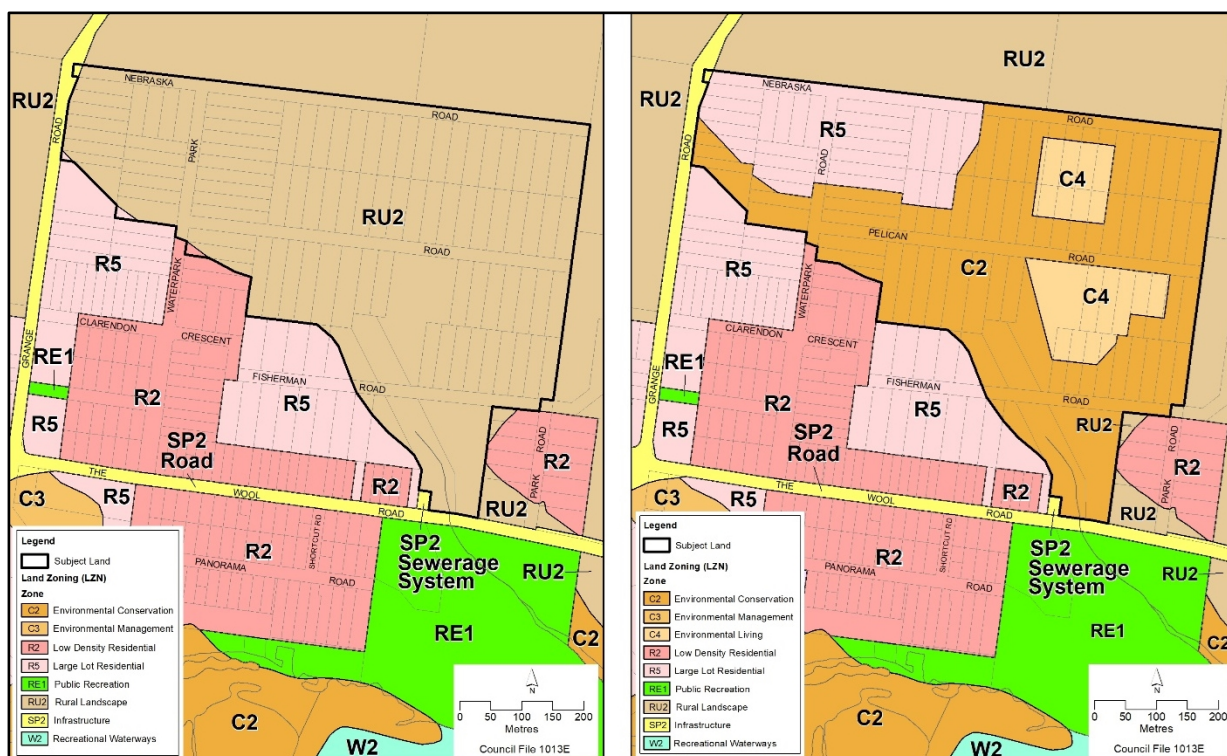 RU2
NEBRASKA
ROAD
PARK
ROAD
RU2
ROAD
R5
WATERPARK
CLARENDON
CRESCENT
RE1
GRANGE
FISHERMAN
ROAD
R5
R2
R5
SP2
Road
ROAD
R2
PARK
THE
WOOL
ROAD
R2
RU2
C3
R5
R2
SHORTCUT RD
PANORAMA
ROAD
SP2
Sewerage
System
RU2
RE1
C2
C2
W2
Legend
Subject Land
Land Zoning (LZN)
Zone
C2 Environmental Conservation
C3 Environmental Management
R2 Low Density Residential
R5 Large Lot Residential
RE1 Public Recreation
RU2 Rural Landscape
SP2 Infrastructure
W2 Recreational Waterways
N
0 50 100 150 200
Metres
Council File 1013E
RU2
RU2
NEBRASKA
ROAD
R5
ROAD
ROAD
C4
PELICAN
ROAD
C2
C4
R5
WATERPARK
CLARENDON
CRESCENT
RE1
GRANGE
FISHERMAN
ROAD
R5
R2
R5
SP2
Road
RU2
ROAD
R2
PARK
THE
WOOL
ROAD
R2
RU2
C3
R5
R2
SHORTCUT RD
PANORAMA
ROAD
SP2
Sewerage
System
RU2
RE1
C2
C2
W2
Legend
Subject Land
Land Zoning (LZN)
Zone
C2 Environmental Conservation
C3 Environmental Management
C4 Environmental Living
R2 Low Density Residential
R5 Large Lot Residential
RE1 Public Recreation
RU2 Rural Landscape
SP2 Infrastructure
W2 Recreational Waterways
N
0 50 100 150 200
Metres
Council File 1013E